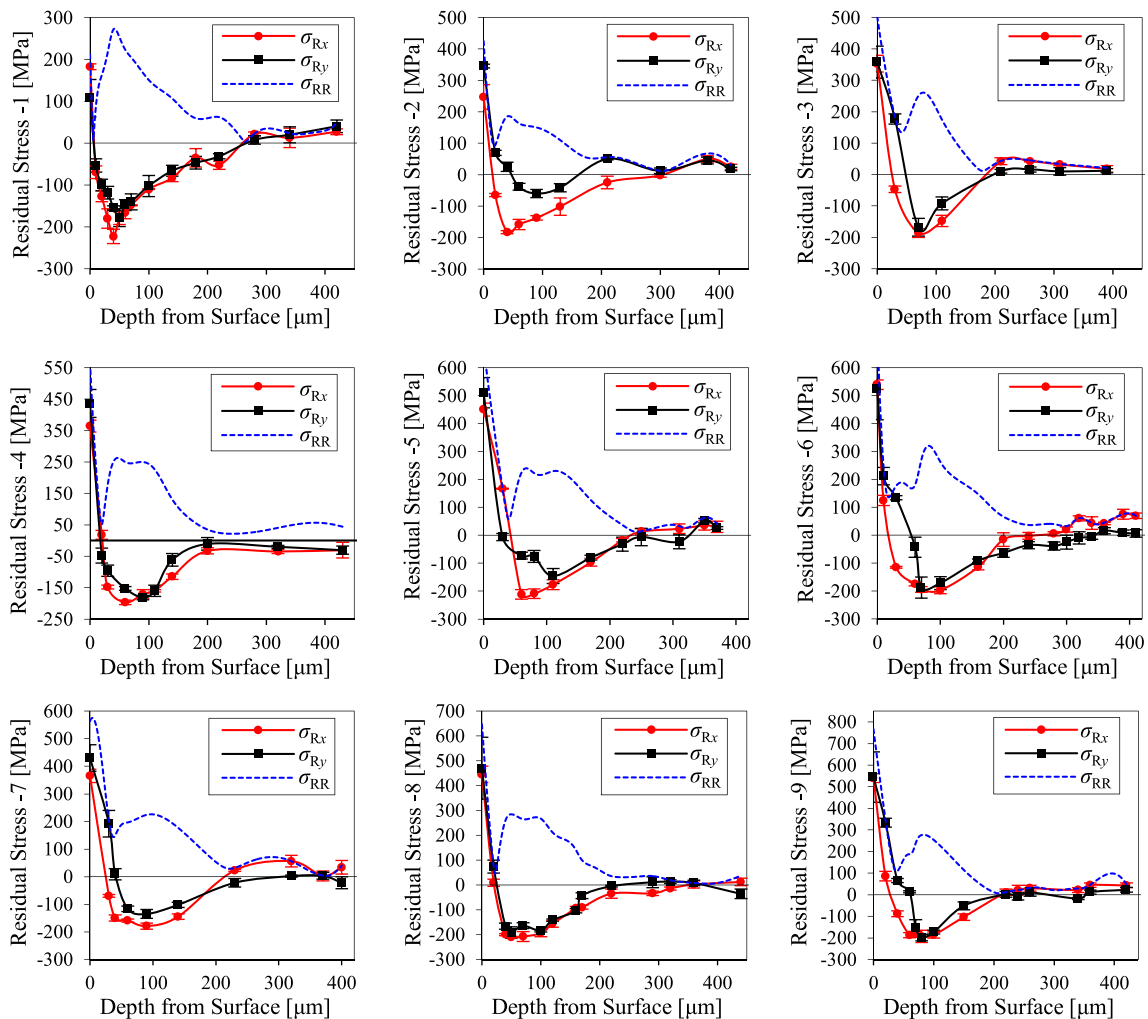 Residual Stress -1 [MPa]
300
200
100
0
-100
-200
-300
σRx
σRy
σRR
0 100 200 300 400
Depth from Surface [μm]
Residual Stress -2 [MPa]
500
400
300
200
100
0
-100
-200
-300
σRx
σRy
σRR
0 100 200 300 400
Depth from Surface [μm]
Residual Stress -3 [MPa]
500
400
300
200
100
0
-100
-200
-300
σRx
σRy
σRR
0 100 200 300 400
Depth from Surface [μm]
Residual Stress -4 [MPa]
550
450
350
250
150
50
-50
-150
-250
σRx
σRy
σRR
0 100 200 300 400
Depth from Surface [μm]
Residual Stress -5 [MPa]
600
500
400
300
200
100
0
-100
-200
-300
σRx
σRy
σRR
0 100 200 300 400
Depth from Surface [μm]
Residual Stress -6 [MPa]
600
500
400
300
200
100
0
-100
-200
-300
σRx
σRy
σRR
0 100 200 300 400
Depth from Surface [μm]
Residual Stress -7 [MPa]
600
500
400
300
200
100
0
-100
-200
-300
σRx
σRy
σRR
0 100 200 300 400
Depth from Surface [μm]
Residual Stress -8 [MPa]
700
600
500
400
300
200
100
0
-100
-200
-300
σRx
σRy
σRR
0 100 200 300 400
Depth from Surface [μm]
Residual Stress -9 [MPa]
800
700
600
500
400
300
200
100
0
-100
-200
-300
σRx
σRy
σRR
0 100 200 300 400
Depth from Surface [μm]